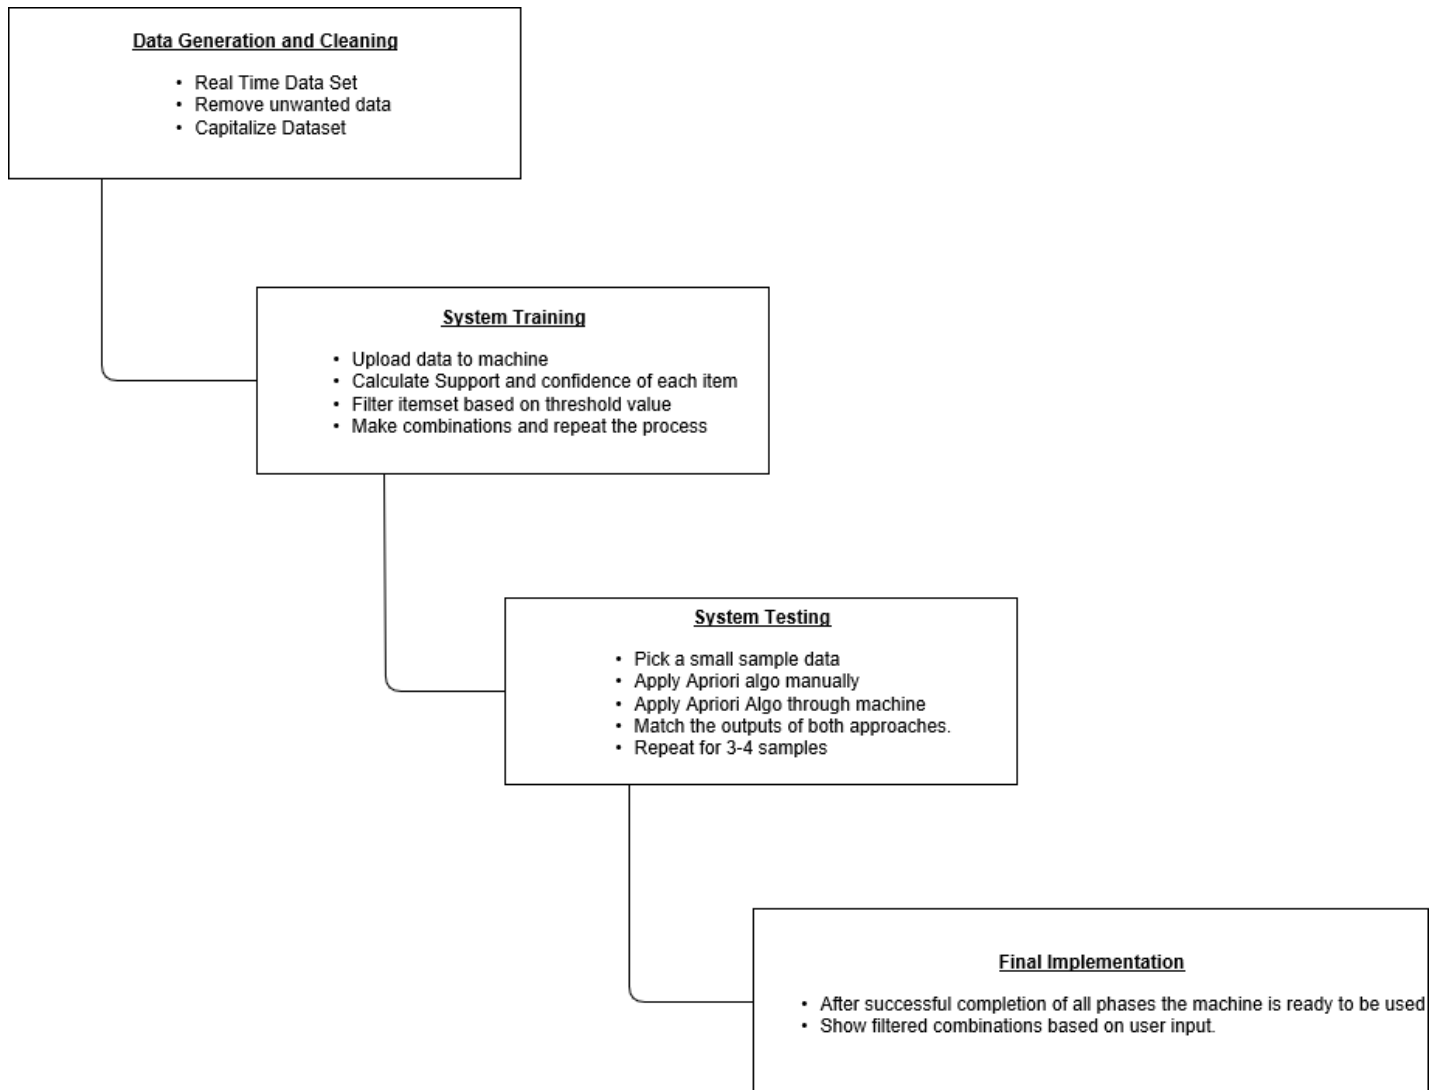 Data Generation and Cleaning
• Real Time Data Set
• Remove unwanted data
• Capitalize Dataset
System Training
• Upload data to machine
• Calculate Support and confidence of each item
• Filter itemset based on threshold value
• Make combinations and repeat the process
System Testing
• Pick a small sample data
• Apply Apriori algo manually
• Apply Apriori Algo through machine
• Match the outputs of both approaches.
• Repeat for 3-4 samples
Final Implementation
• After successful completion of all phases the machine is ready to be used
• Show filtered combinations based on user input.